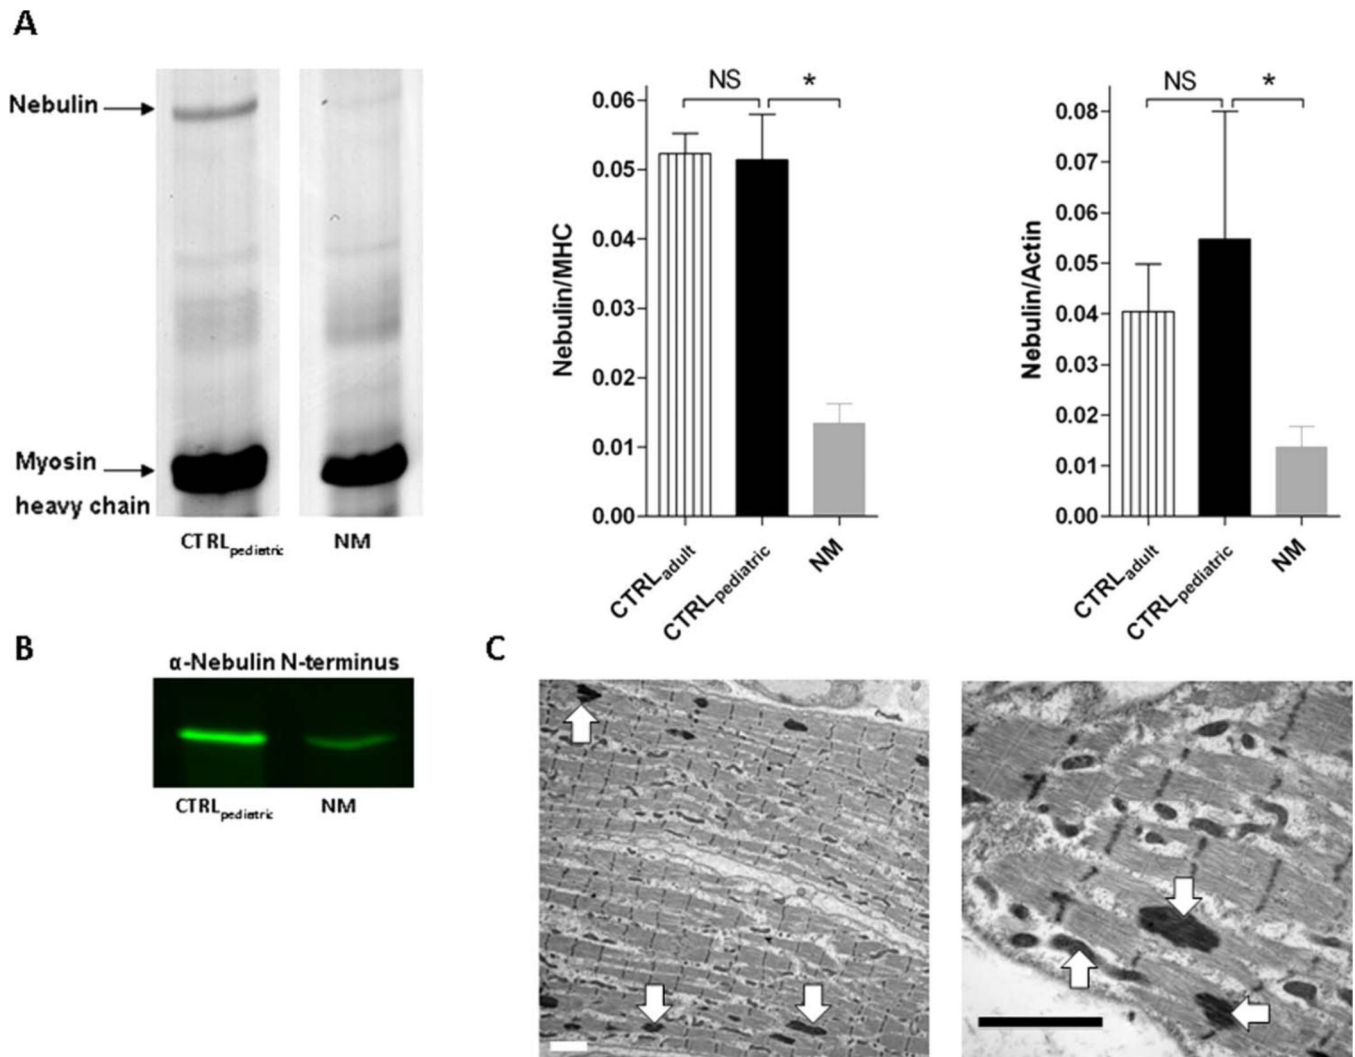 A
Nebulin
Myosin
heavy chain
CTRLpediatric
NM
Nebulin/MHC
0.06
0.05
0.04
0.03
0.02
0.01
0.00
NS
*
CTRLadult
CTRLpediatric
NM
Nebulin/Actin
0.08
0.07
0.06
0.05
0.04
0.03
0.02
0.01
0.00
NS
*
CTRLadult
CTRLpediatric
NM
B
α-Nebulin N-terminus
CTRLpediatric
NM
C